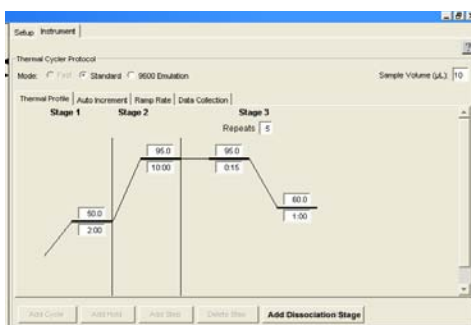 Setup Instrument
Thermal Cycler Protocol
Mode: Fast Standard 9600 Emulation Sample Volume (µL): 10
Thermal Profile Auto Increment Ramp Rate Data Collection
Stage 1 Stage 2 Stage 3
Repeats 5
95.0 95.0
10:00 0:15
60.0
1:00
50.0
2:00
Add Cycle Add Hold Add Step Delete Step Add Dissociation Stage